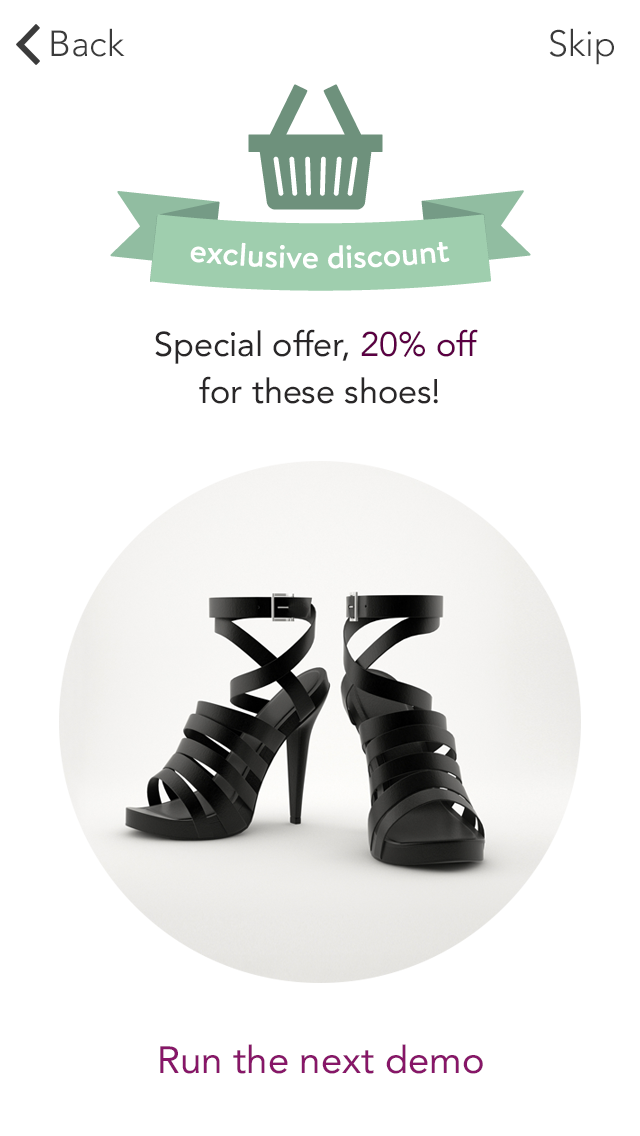 Back
Skip
exclusive discount
Special offer, 20% off
for these shoes!
Run the next demo